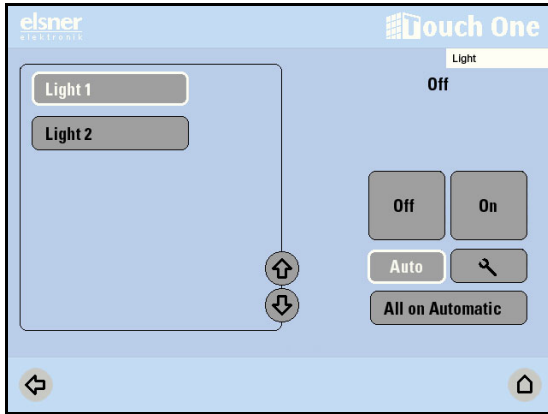 elsner
elektronik
Touch One
Light
Off
Light 1
Light 2
Off On
Auto
All on Automatic